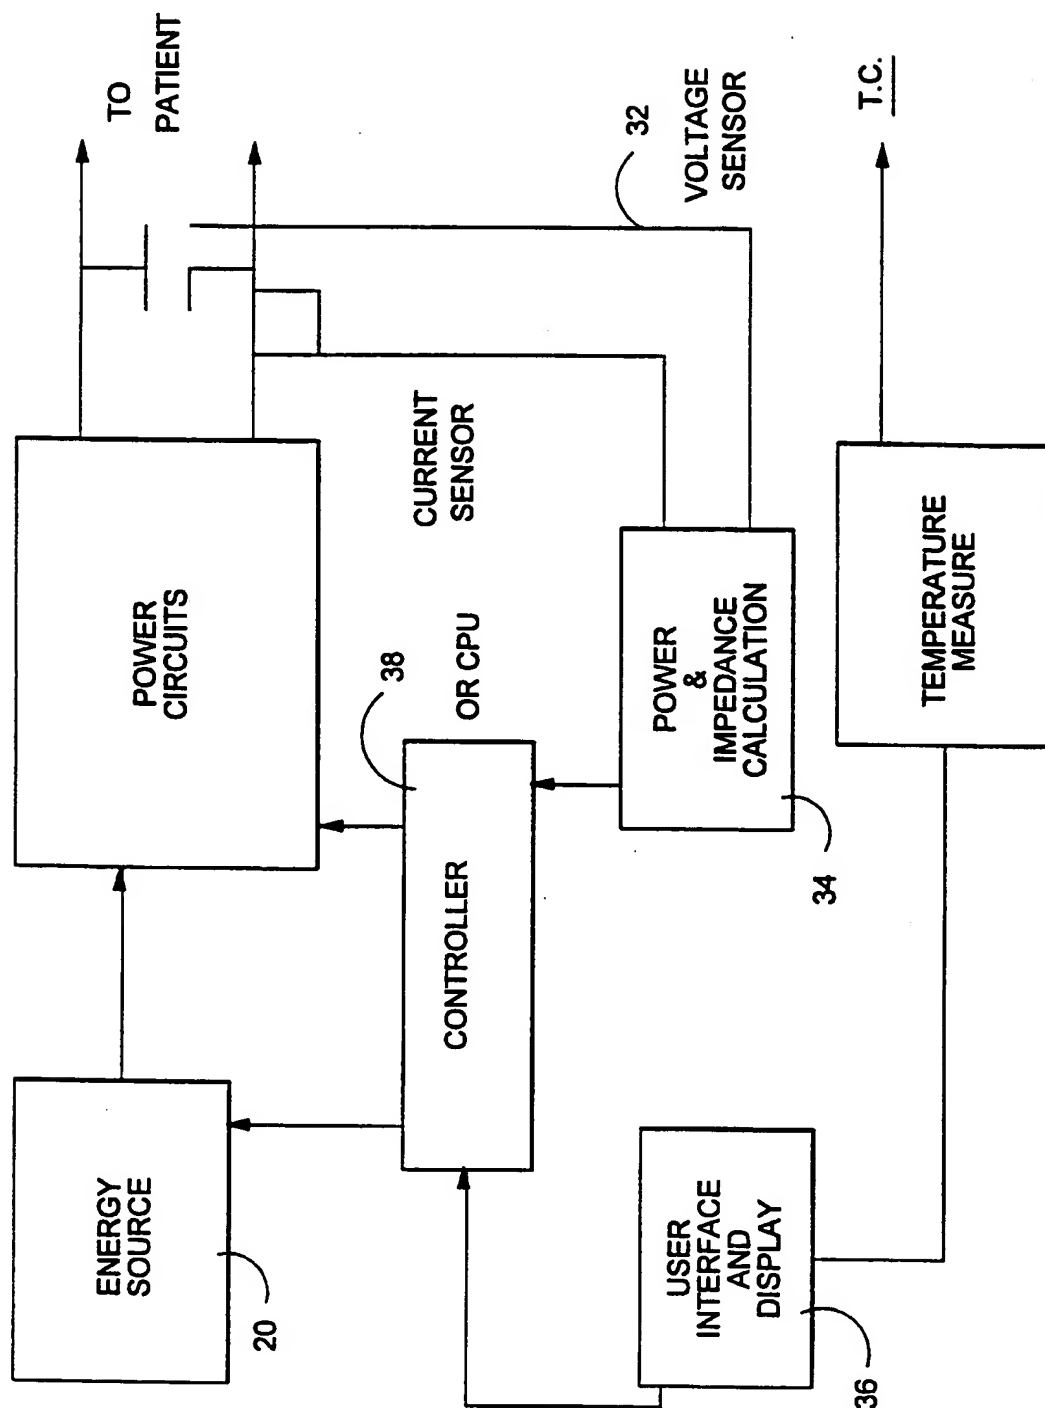 ENERGY
SOURCE
20
POWER
CIRCUITS
TO
PATIENT
CONTROLLER
38
OR CPU
CURRENT
SENSOR
32
VOLTAGE
SENSOR
USER
INTERFACE
AND
DISPLAY
36
POWER
&
IMPEDANCE
CALCULATION
34
TEMPERATURE
MEASURE
T.C.